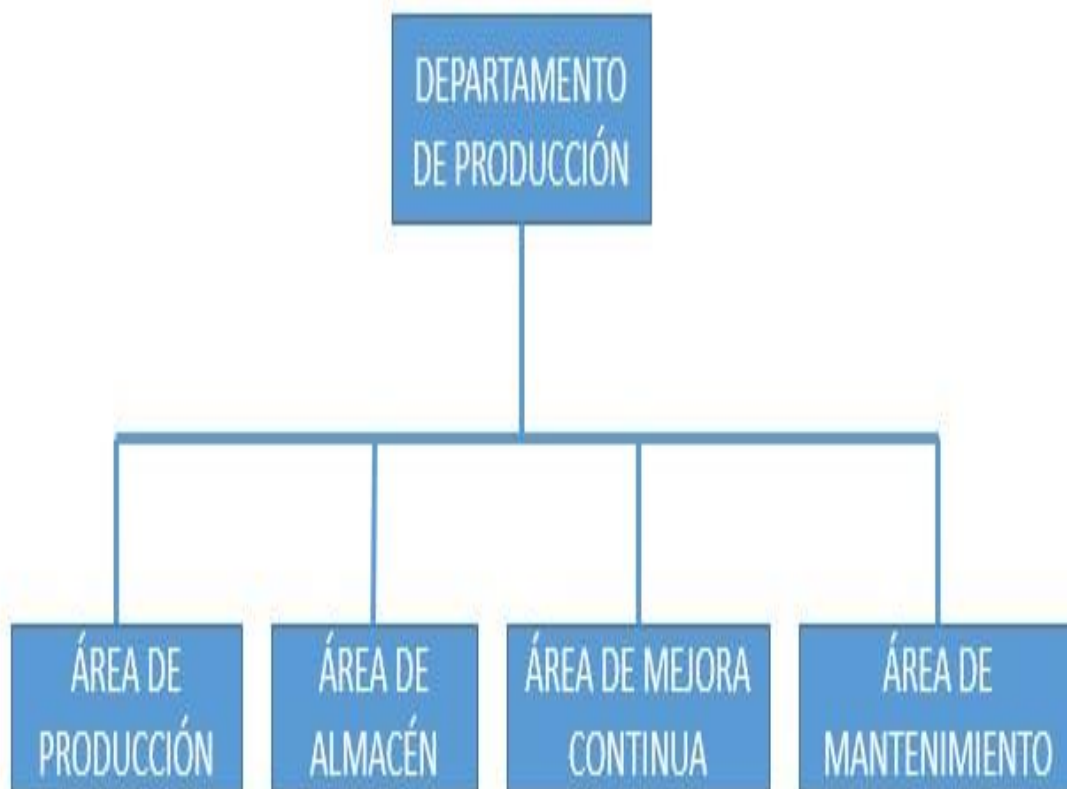 DEPARTAMENTO
DE PRODUCCIÓN
ÁREA DE
PRODUCCIÓN
ÁREA DE
ALMACÉN
ÁREA DE MEJORA
CONTINUA
ÁREA DE
MANTENIMIENTO